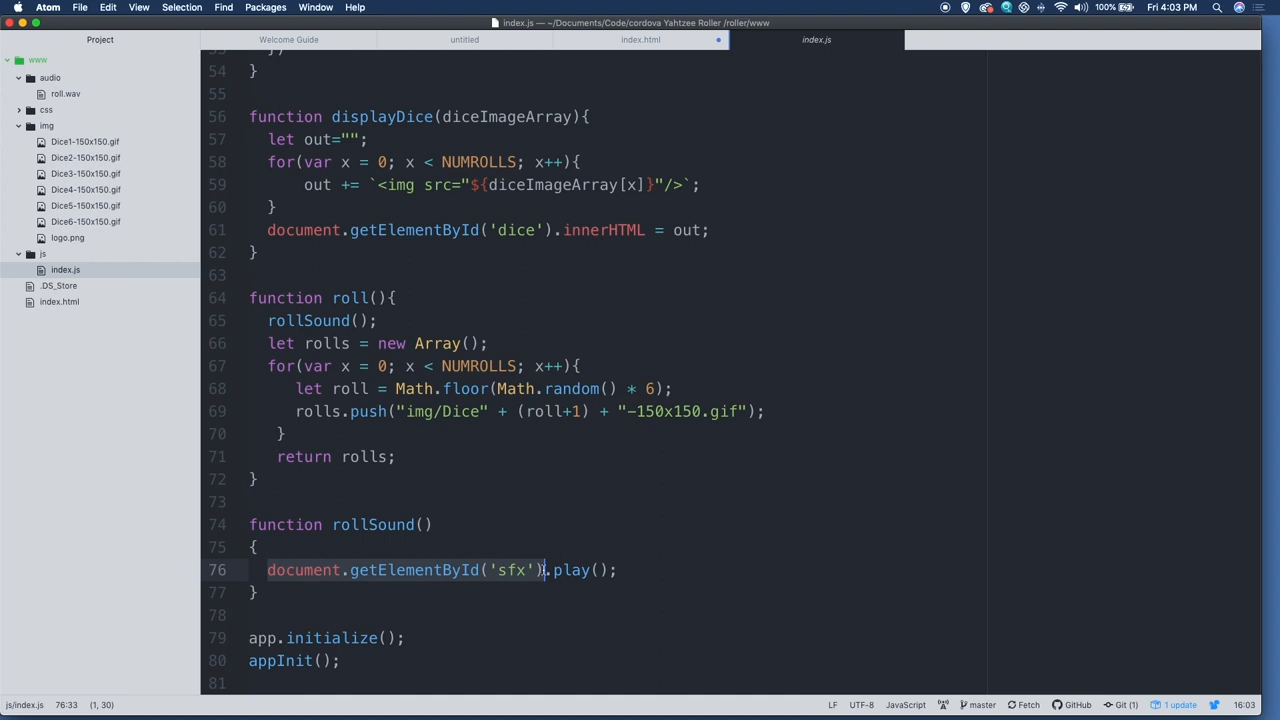 Atom File Edit View Selection Find Packages Window Help 100% Fri 4:03 PM
index.js — ~/Documents/Code/cordova Yahtzee Roller /roller/www
Project Welcome Guide untitled index.html index.js
www
audio
roll.wav
css
img
Dice1-150x150.gif
Dice2-150x150.gif
Dice3-150x150.gif
Dice4-150x150.gif
Dice5-150x150.gif
Dice6-150x150.gif
logo.png
js
index.js
.DS_Store
index.html
54 }
55
56 function displayDice(diceImageArray){
57 let out="";
58 for(var x = 0; x < NUMROLLS; x++){
59 out += `<img src="${diceImageArray[x]}"/>`;
60 }
61 document.getElementById('dice').innerHTML = out;
62 }
63
64 function roll(){
65 rollSound();
66 let rolls = new Array();
67 for(var x = 0; x < NUMROLLS; x++){
68 let roll = Math.floor(Math.random() * 6);
69 rolls.push("img/Dice" + (roll+1) + "-150x150.gif");
70 }
71 return rolls;
72 }
73
74 function rollSound()
75 {
76 document.getElementById('sfx').play();
77 }
78
79 app.initialize();
80 appInit();
81
js/index.js 76:33 (1, 30) LF UTF-8 JavaScript master Fetch GitHub Git (1) 1 update 16:03